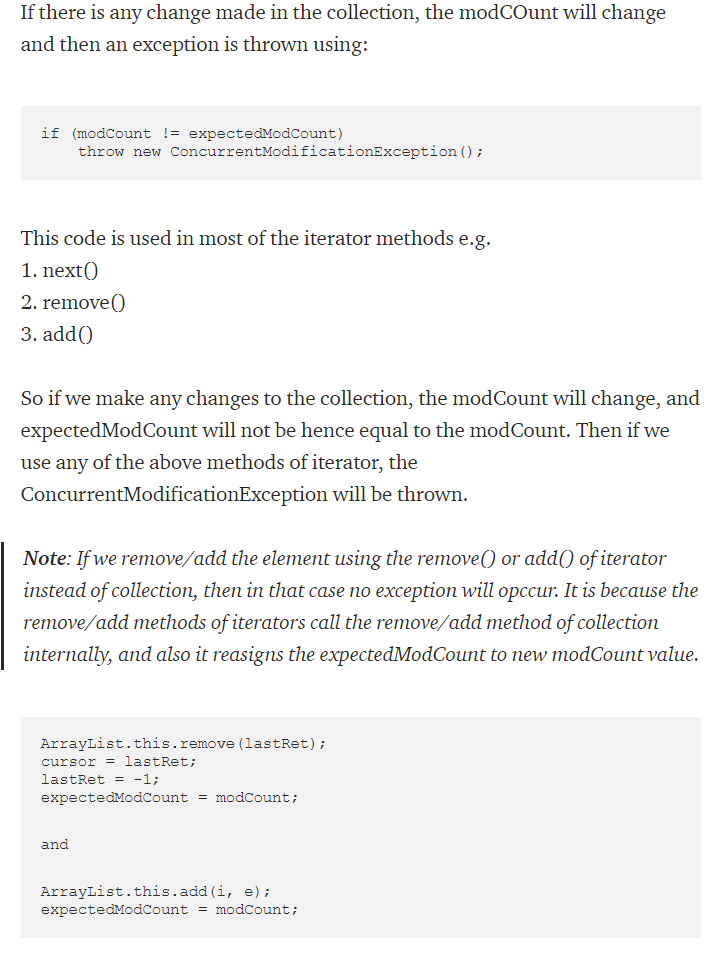 If there is any change made in the collection, the modCOunt will change
and then an exception is thrown using:
if (modCount != expectedModCount)
    throw new ConcurrentModificationException();
This code is used in most of the iterator methods e.g.
1. next()
2. remove()
3. add()
So if we make any changes to the collection, the modCount will change, and
expectedModCount will not be hence equal to the modCount. Then if we
use any of the above methods of iterator, the
ConcurrentModificationException will be thrown.
Note: If we remove/add the element using the remove() or add() of iterator
instead of collection, then in that case no exception will opccur. It is because the
remove/add methods of iterators call the remove/add method of collection
internally, and also it reasigns the expectedModCount to new modCount value.
ArrayList.this.remove(lastRet);
cursor = lastRet;
lastRet = -1;
expectedModCount = modCount;
and
ArrayList.this.add(i, e);
expectedModCount = modCount;